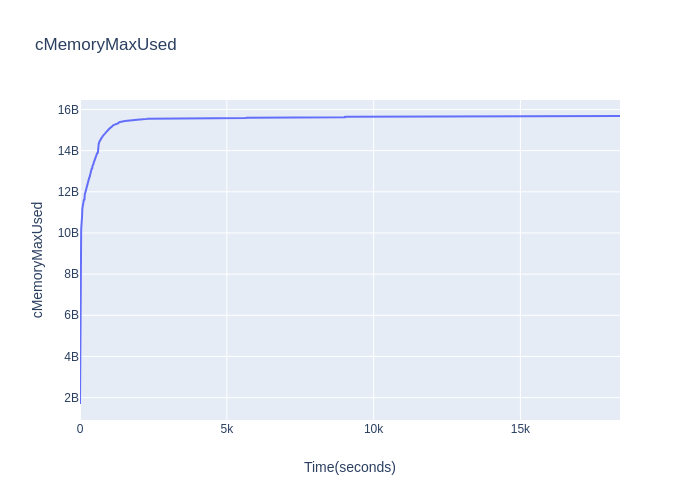 cMemoryMaxUsed
16B
14B
12B
10B
8B
6B
4B
2B
cMemoryMaxUsed
0
5k
10k
15k
Time(seconds)